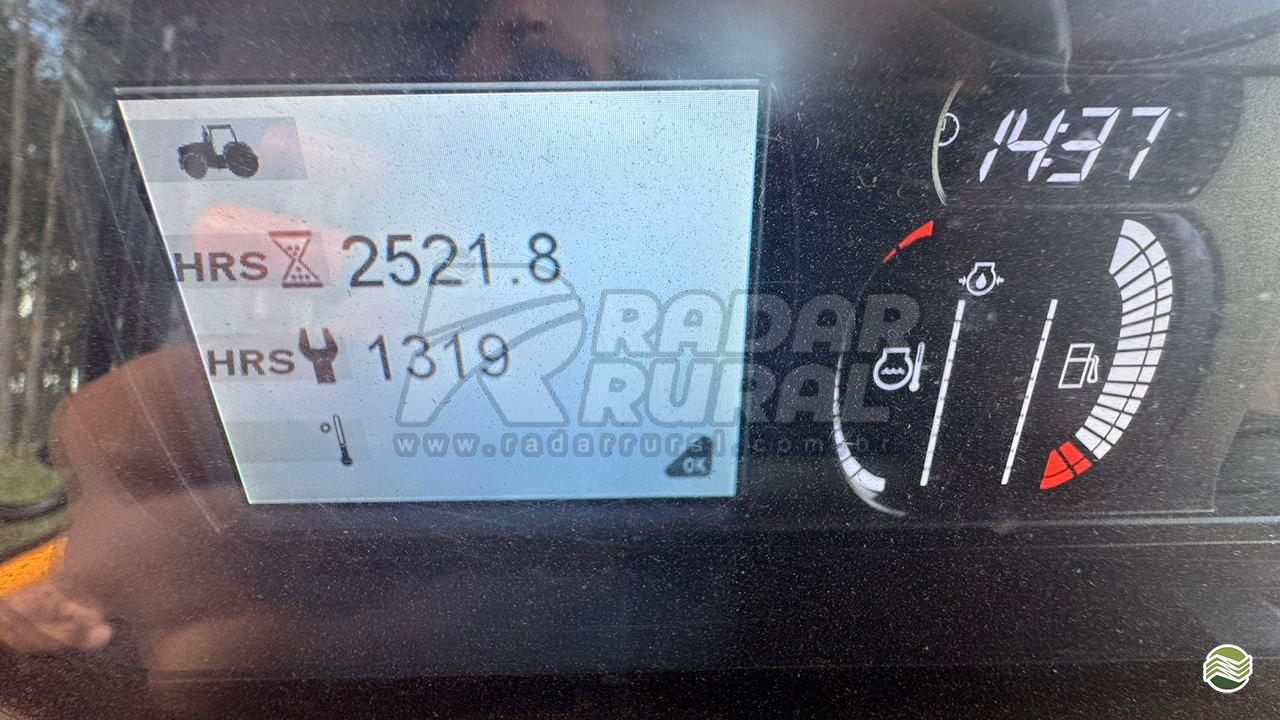 14:37
HRS 2521.8
HRS 1319
OK
RADAR
RURAL
www.radarrural.com.br